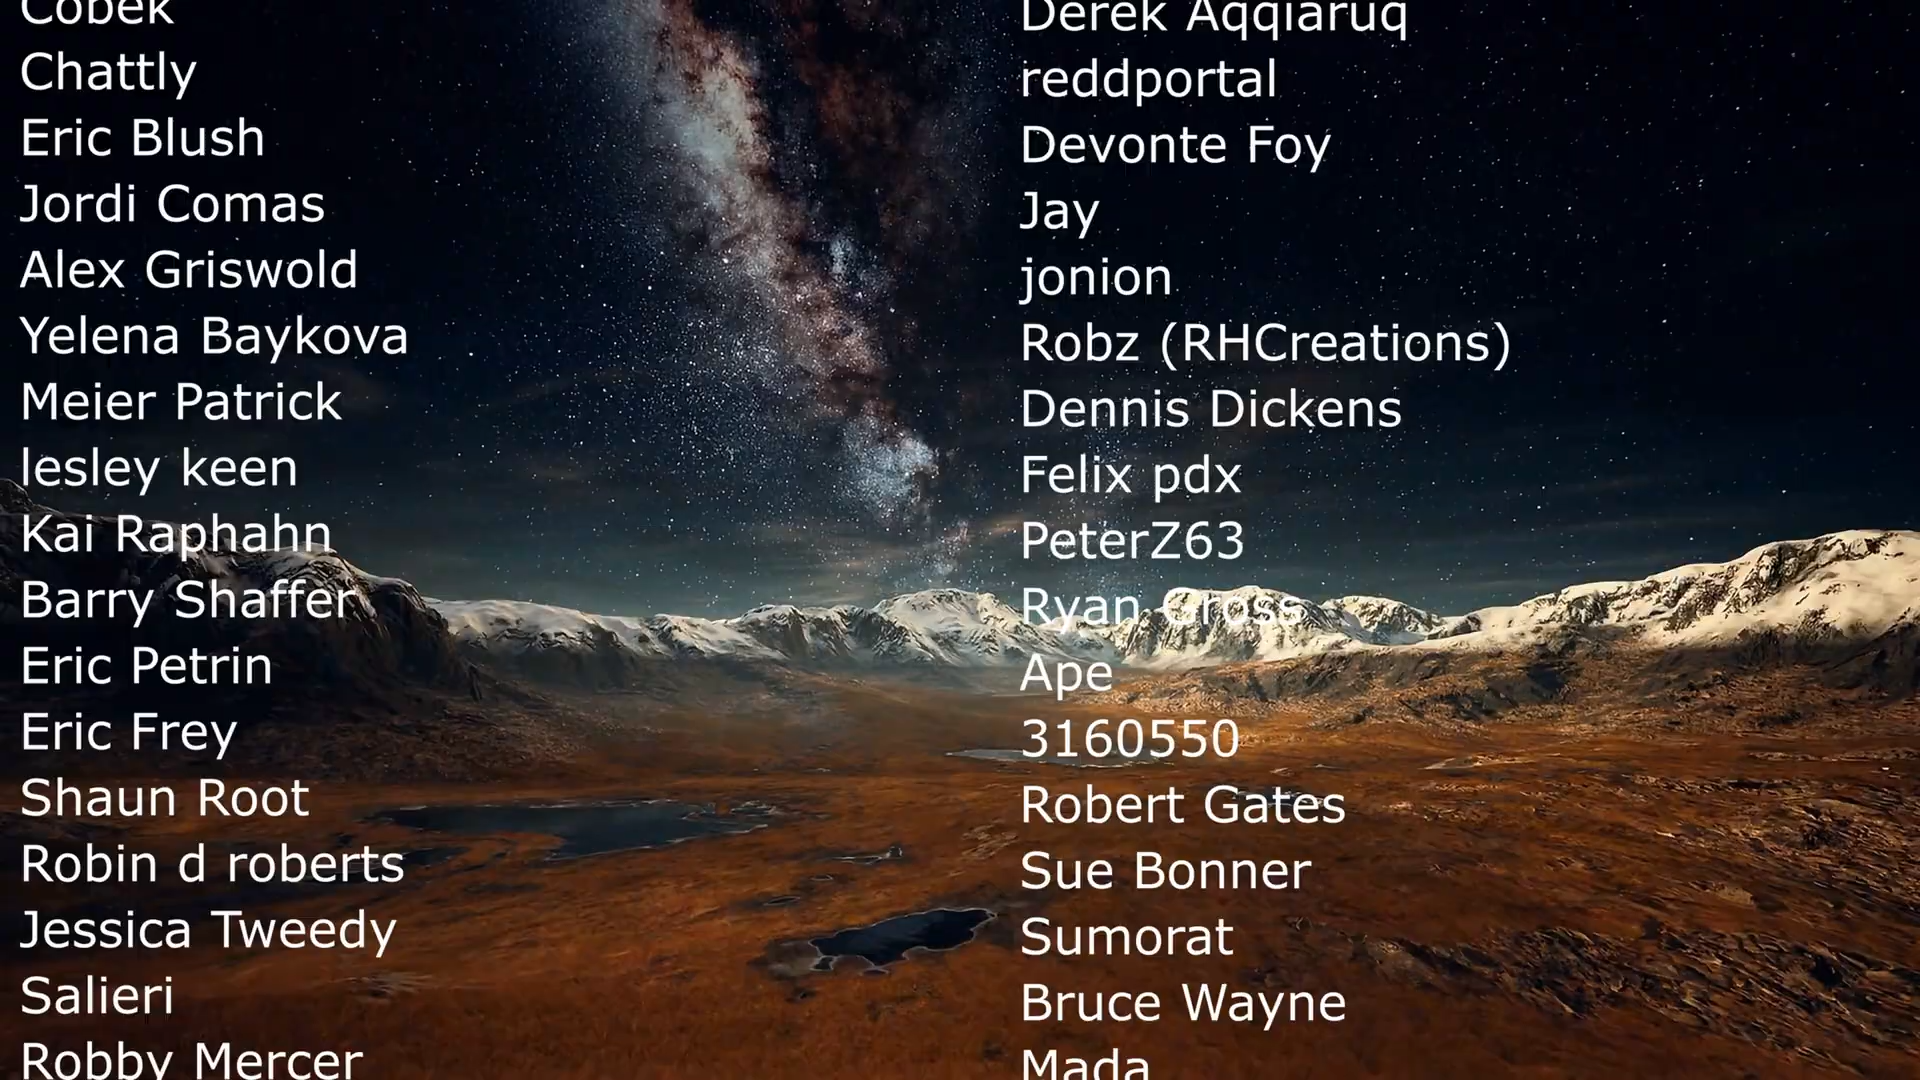 Cobek
Chattly
Eric Blush
Jordi Comas
Alex Griswold
Yelena Baykova
Meier Patrick
lesley keen
Kai Raphahn
Barry Shaffer
Eric Petrin
Eric Frey
Shaun Root
Robin d roberts
Jessica Tweedy
Salieri
Robby Mercer
Derek Aqqiaruq
reddportal
Devonte Foy
Jay
jonion
Robz (RHCreations)
Dennis Dickens
Felix pdx
PeterZ63
Ryan Gross
Ape
3160550
Robert Gates
Sue Bonner
Sumorat
Bruce Wayne
Mada